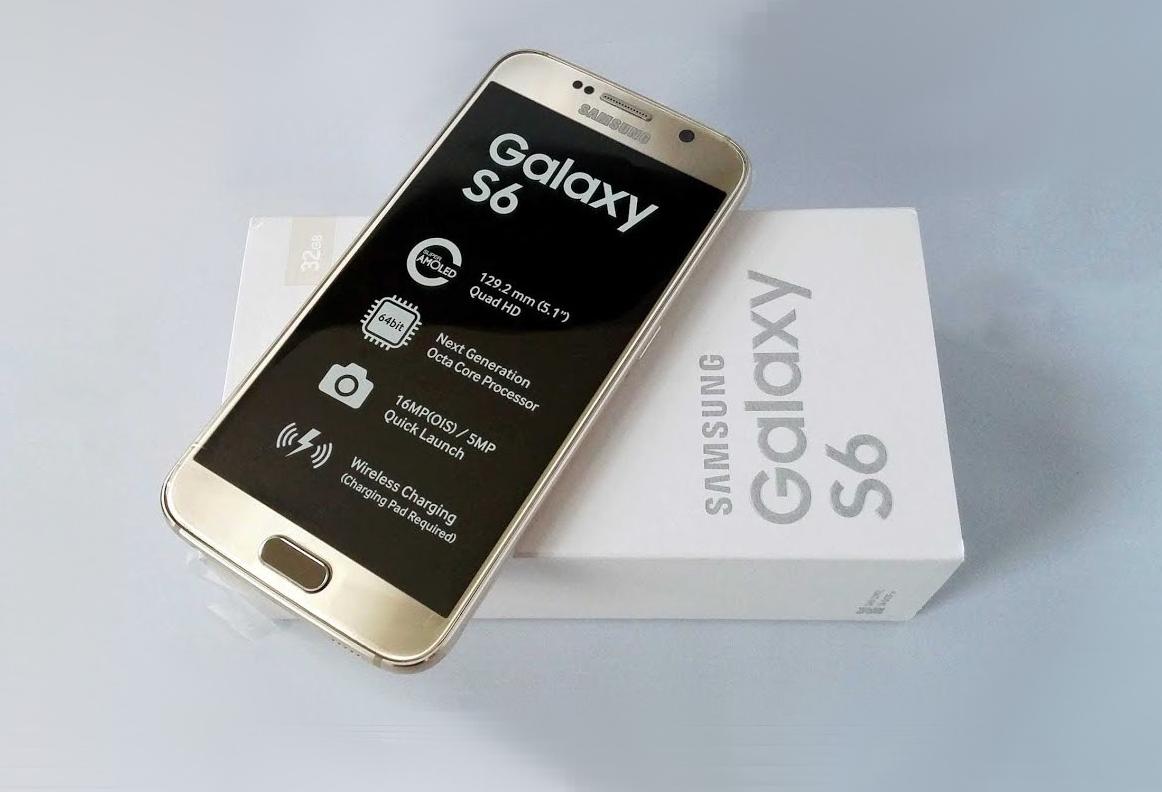 SAMSUNG
Galaxy
S6
SUPER
AMOLED
129.2 mm (5.1")
Quad HD
64bit
Next Generation
Octa Core Processor
16MP(OIS) / 5MP
Quick Launch
Wireless Charging
(Charging Pad Required)
32GB
SAMSUNG
Galaxy
S6